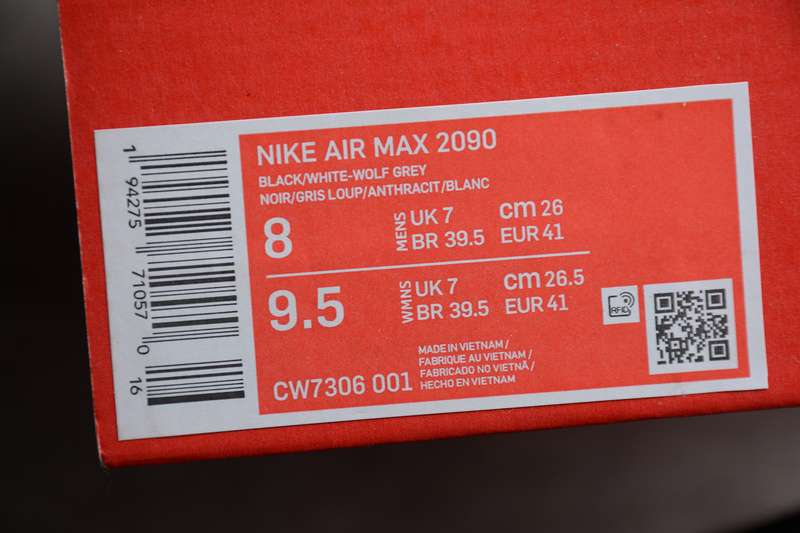 NIKE AIR MAX 2090
BLACK/WHITE-WOLF GREY
NOIR/GRIS LOUP/ANTHRACIT/BLANC
8
MENS
UK 7 cm 26
BR 39.5 EUR 41
9.5
WMNS
UK 7 cm 26.5
BR 39.5 EUR 41
RFID
CW7306 001
MADE IN VIETNAM /
FABRIQUE AU VIETNAM /
FABRICADO NO VIETNÃ /
HECHO EN VIETNAM
1 94275 71057 0 16